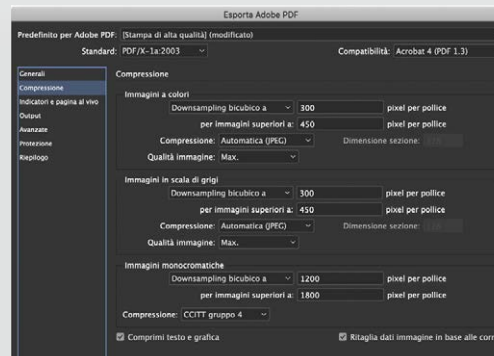 Esporta Adobe PDF
Predefinito per Adobe PDF: [Stampa di alta qualità] (modificato)
Standard: PDF/X-1a:2003 Compatibilità: Acrobat 4 (PDF 1.3)
Generali
Compressione
Indicatori e pagina al vivo
Output
Avanzate
Protezione
Riepilogo
Compressione
Immagini a colori
Downsampling bicubico a 300 pixel per pollice
per immagini superiori a: 450 pixel per pollice
Compressione: Automatica (JPEG) Dimensione sezione:
Qualità immagine: Max.
Immagini in scala di grigi
Downsampling bicubico a 300 pixel per pollice
per immagini superiori a: 450 pixel per pollice
Compressione: Automatica (JPEG) Dimensione sezione:
Qualità immagine: Max.
Immagini monocromatiche
Downsampling bicubico a 1200 pixel per pollice
per immagini superiori a: 1800 pixel per pollice
Compressione: CCITT gruppo 4
Comprimi testo e grafica Ritaglia dati immagine in base alle corn